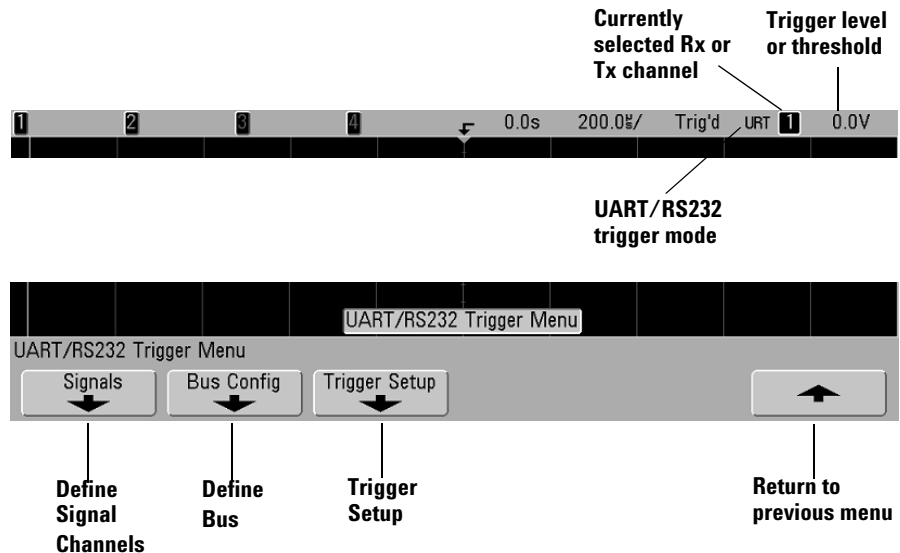 Currently
selected Rx or
Tx channel
Trigger level
or threshold
1 2 3 4 0.0s 200.0㎲/ Trig'd URT 1 0.0V
UART/RS232
trigger mode
UART/RS232 Trigger Menu
UART/RS232 Trigger Menu
Signals Bus Config Trigger Setup
Define
Signal
Channels
Define
Bus
Trigger
Setup
Return to
previous menu